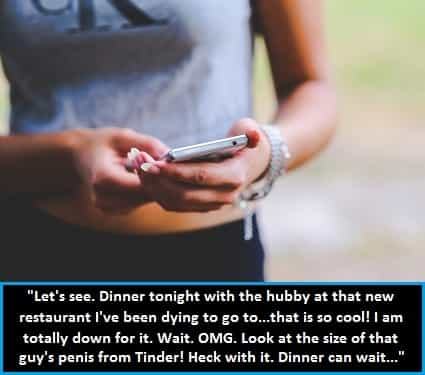 CK
"Let's see. Dinner tonight with the hubby at that new
restaurant I've been dying to go to...that is so cool! I am
totally down for it. Wait. OMG. Look at the size of that
guy's penis from Tinder! Heck with it. Dinner can wait..."